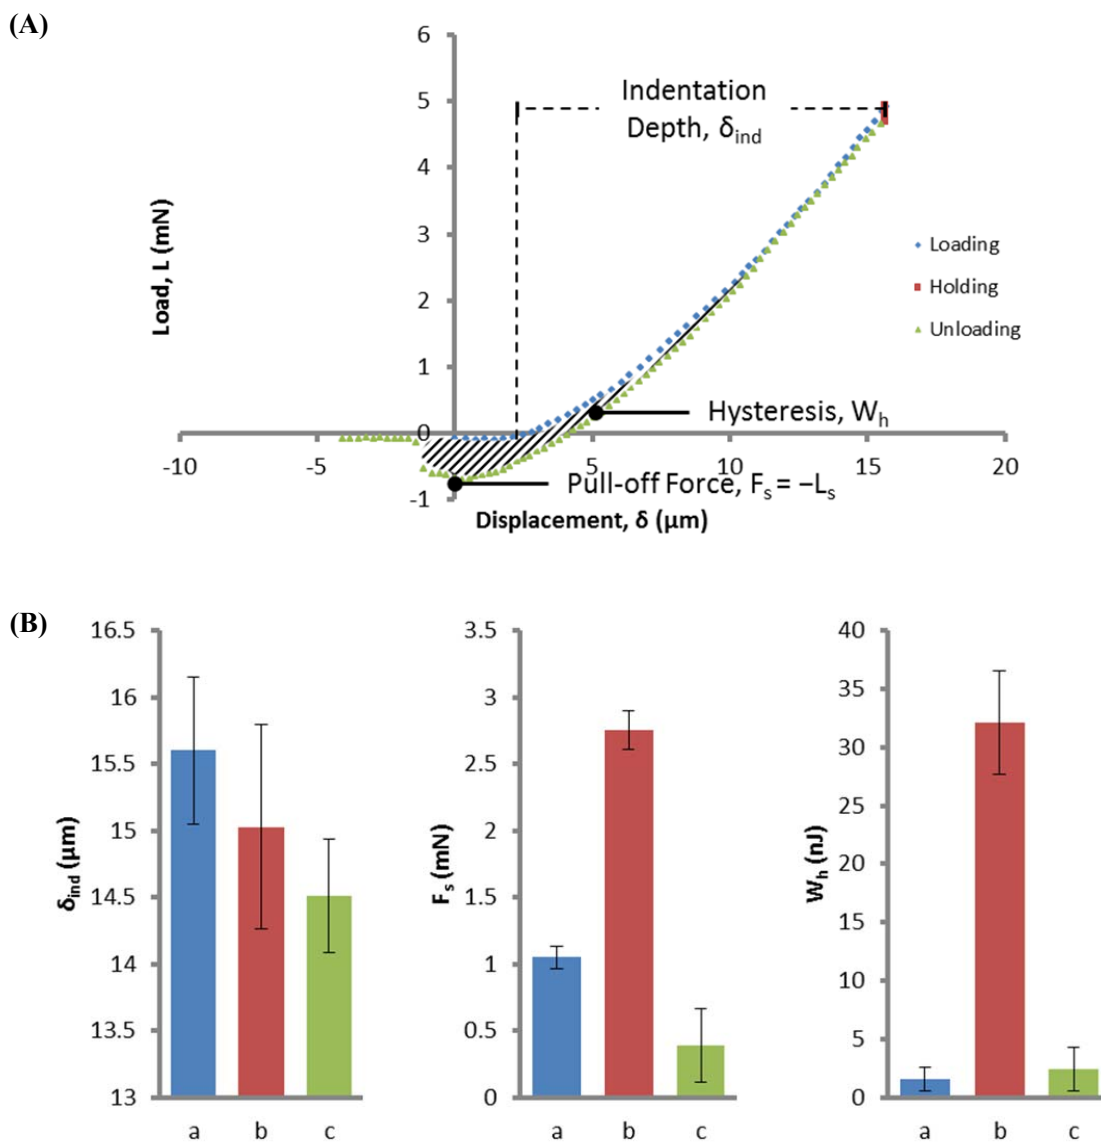 (A)
6
5
4
3
2
1
0
-1
-10
-5
5
10
15
20
Load, L (mN)
Displacement, δ (μm)
Indentation
Depth, δind
Loading
Holding
Unloading
Hysteresis, Wh
Pull-off Force, Fs = –Ls
(B)
16.5
16
15.5
15
14.5
14
13.5
13
δind (μm)
a b c
3.5
3
2.5
2
1.5
1
0.5
0
Fs (mN)
a b c
40
35
30
25
20
15
10
5
0
Wh (nJ)
a b c